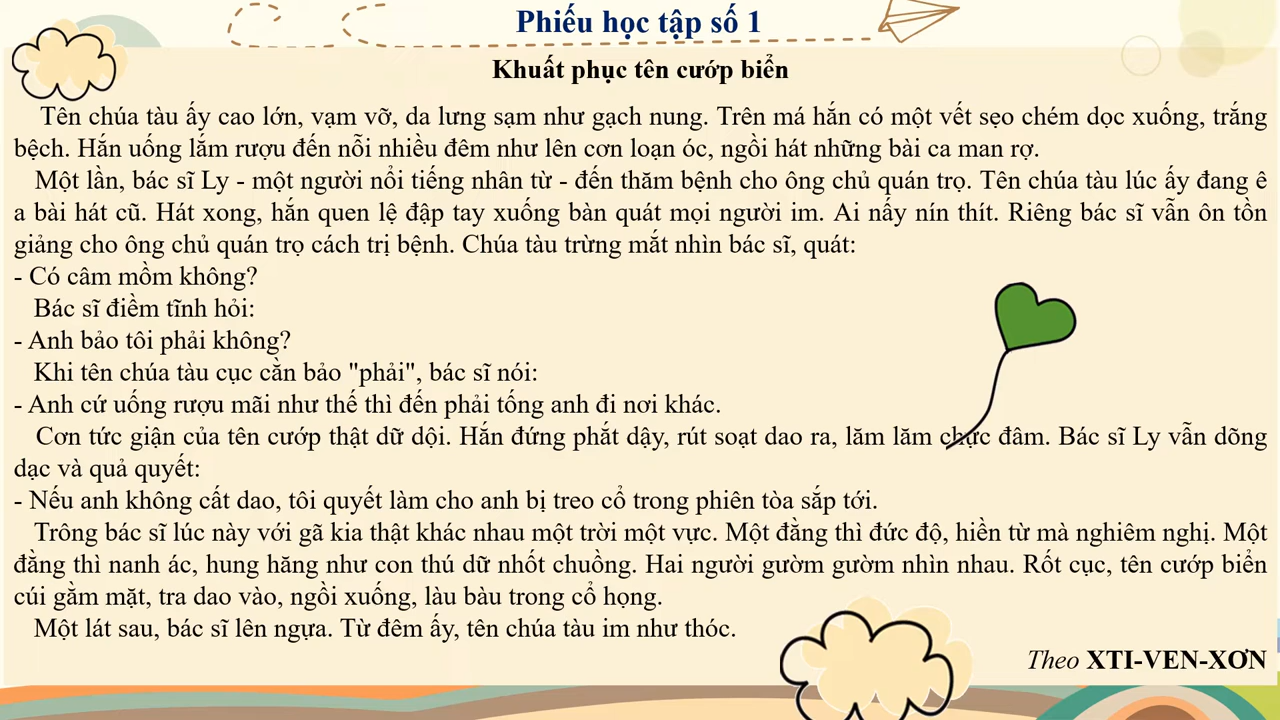 Phiếu học tập số 1
Khuất phục tên cướp biển
Tên chúa tàu ấy cao lớn, vạm vỡ, da lưng sạm như gạch nung. Trên má hắn có một vết sẹo chém dọc xuống, trắng
bệch. Hắn uống lắm rượu đến nỗi nhiều đêm như lên cơn loạn óc, ngồi hát những bài ca man rợ.
Một lần, bác sĩ Ly - một người nổi tiếng nhân từ - đến thăm bệnh cho ông chủ quán trọ. Tên chúa tàu lúc ấy đang ê
a bài hát cũ. Hát xong, hắn quen lệ đập tay xuống bàn quát mọi người im. Ai nấy nín thít. Riêng bác sĩ vẫn ôn tồn
giảng cho ông chủ quán trọ cách trị bệnh. Chúa tàu trừng mắt nhìn bác sĩ, quát:
- Có câm mồm không?
Bác sĩ điềm tĩnh hỏi:
- Anh bảo tôi phải không?
Khi tên chúa tàu cục cằn bảo "phải", bác sĩ nói:
- Anh cứ uống rượu mãi như thế thì đến phải tống anh đi nơi khác.
Cơn tức giận của tên cướp thật dữ dội. Hắn đứng phắt dậy, rút soạt dao ra, lăm lăm chực đâm. Bác sĩ Ly vẫn dõng
dạc và quả quyết:
- Nếu anh không cất dao, tôi quyết làm cho anh bị treo cổ trong phiên tòa sắp tới.
Trông bác sĩ lúc này với gã kia thật khác nhau một trời một vực. Một đằng thì đức độ, hiền từ mà nghiêm nghị. Một
đằng thì nanh ác, hung hăng như con thú dữ nhốt chuồng. Hai người gườm gườm nhìn nhau. Rốt cục, tên cướp biển
cúi gằm mặt, tra dao vào, ngồi xuống, làu bàu trong cổ họng.
Một lát sau, bác sĩ lên ngựa. Từ đêm ấy, tên chúa tàu im như thóc.
Theo XTI-VEN-XƠN